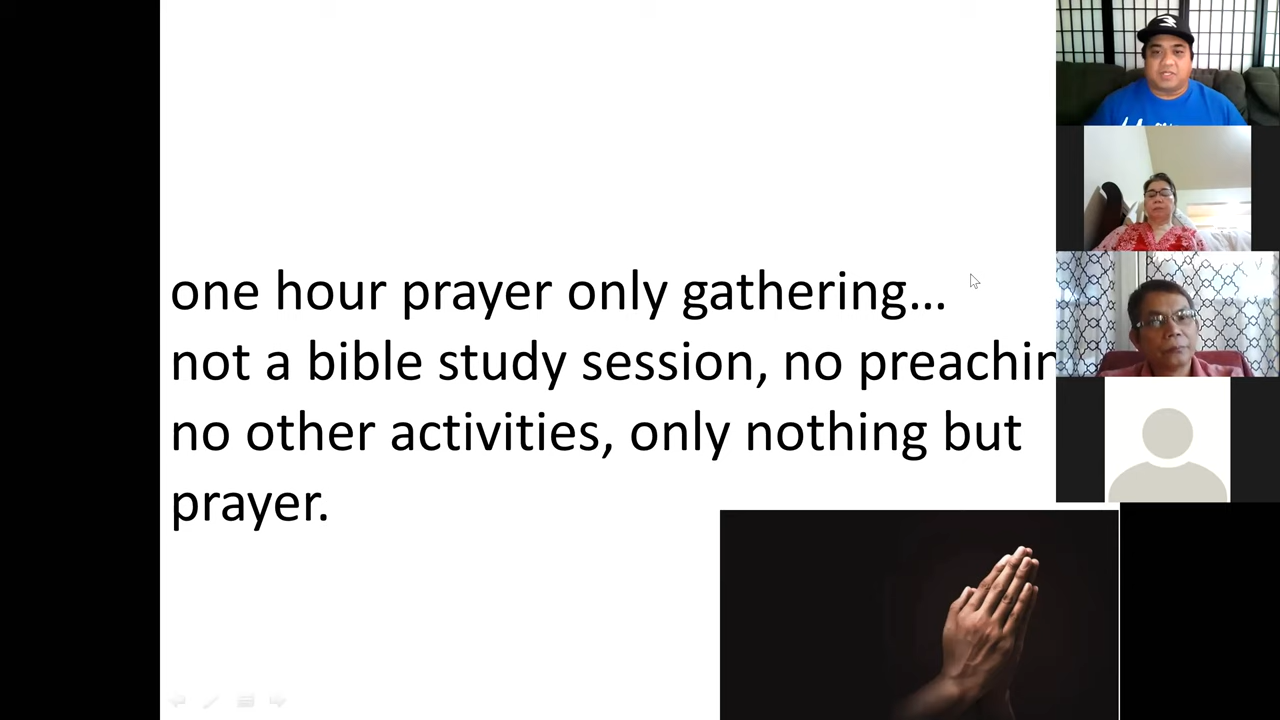 one hour prayer only gathering...
not a bible study session, no preachin
no other activities, only nothing but
prayer.